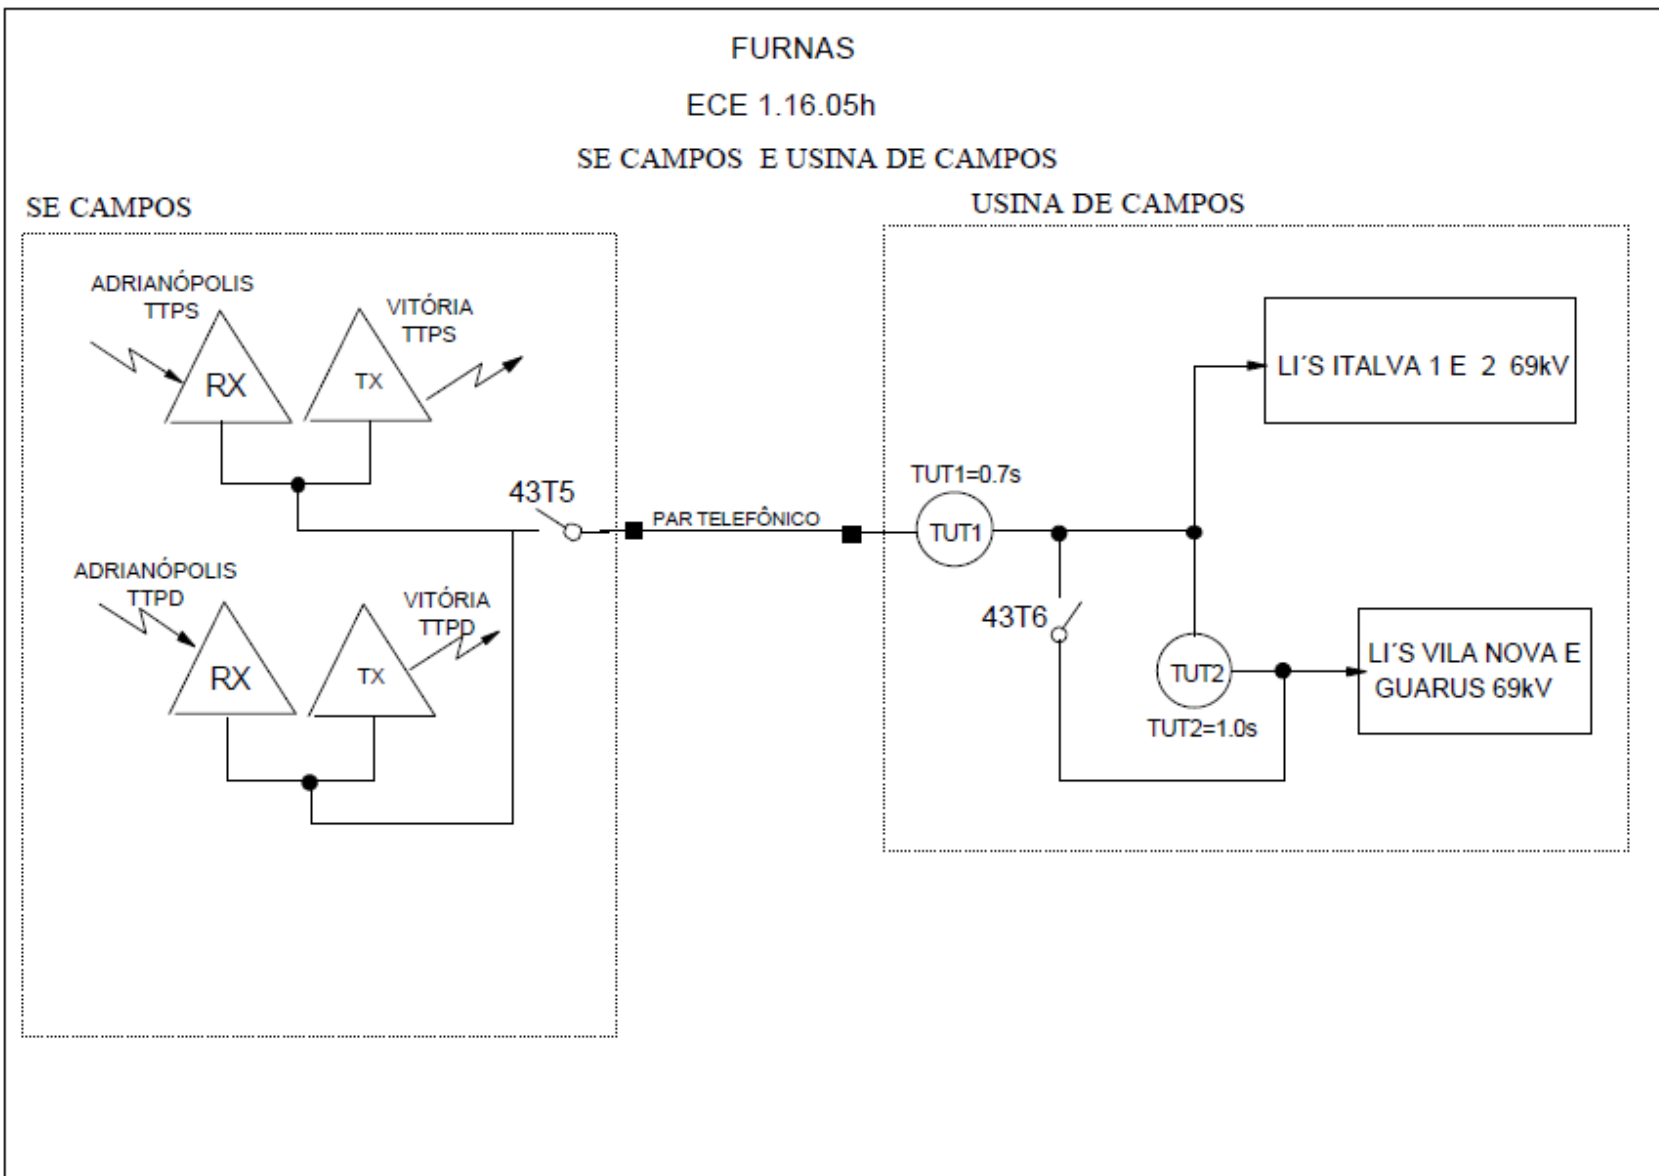 FURNAS
ECE 1.16.05h
SE CAMPOS E USINA DE CAMPOS
SE CAMPOS
USINA DE CAMPOS
ADRIANÓPOLIS
TTPS
VITÓRIA
TTPS
RX
TX
43T5
PAR TELEFÔNICO
ADRIANÓPOLIS
TTPD
VITÓRIA
TTPD
RX
TX
LI´S ITALVA 1 E 2 69kV
TUT1=0.7s
TUT1
43T6
TUT2
TUT2=1.0s
LI´S VILA NOVA E
GUARUS 69kV